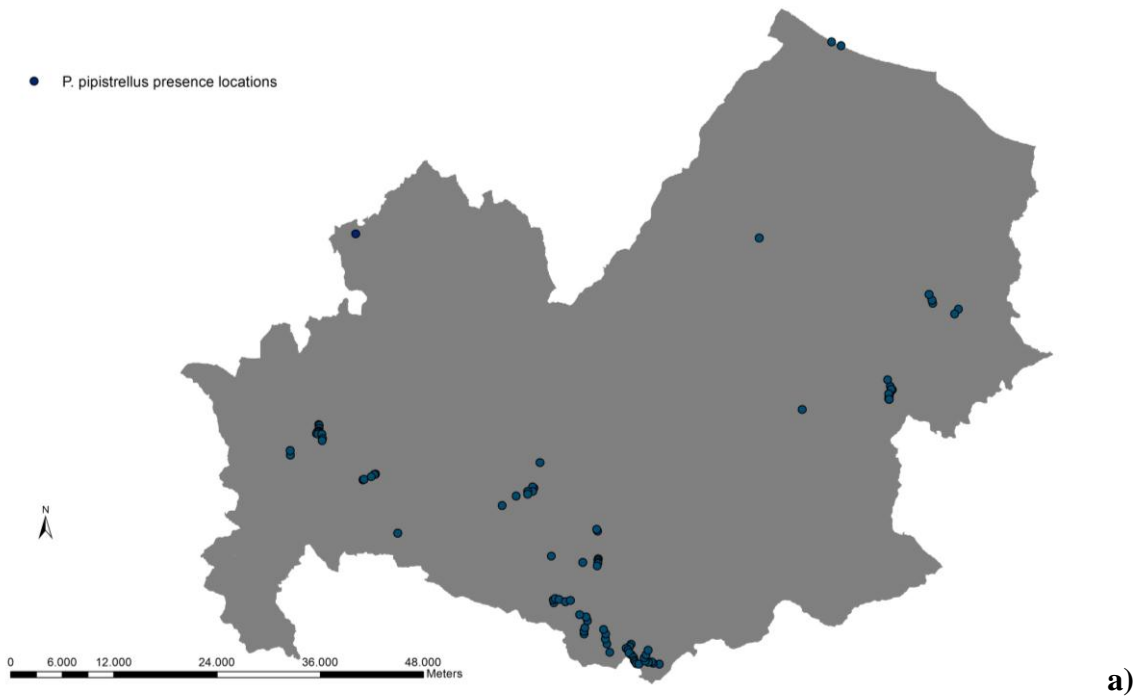 P. pipistrellus presence locations
N
0 6.000 12.000 24.000 36.000 48.000
Meters
a)